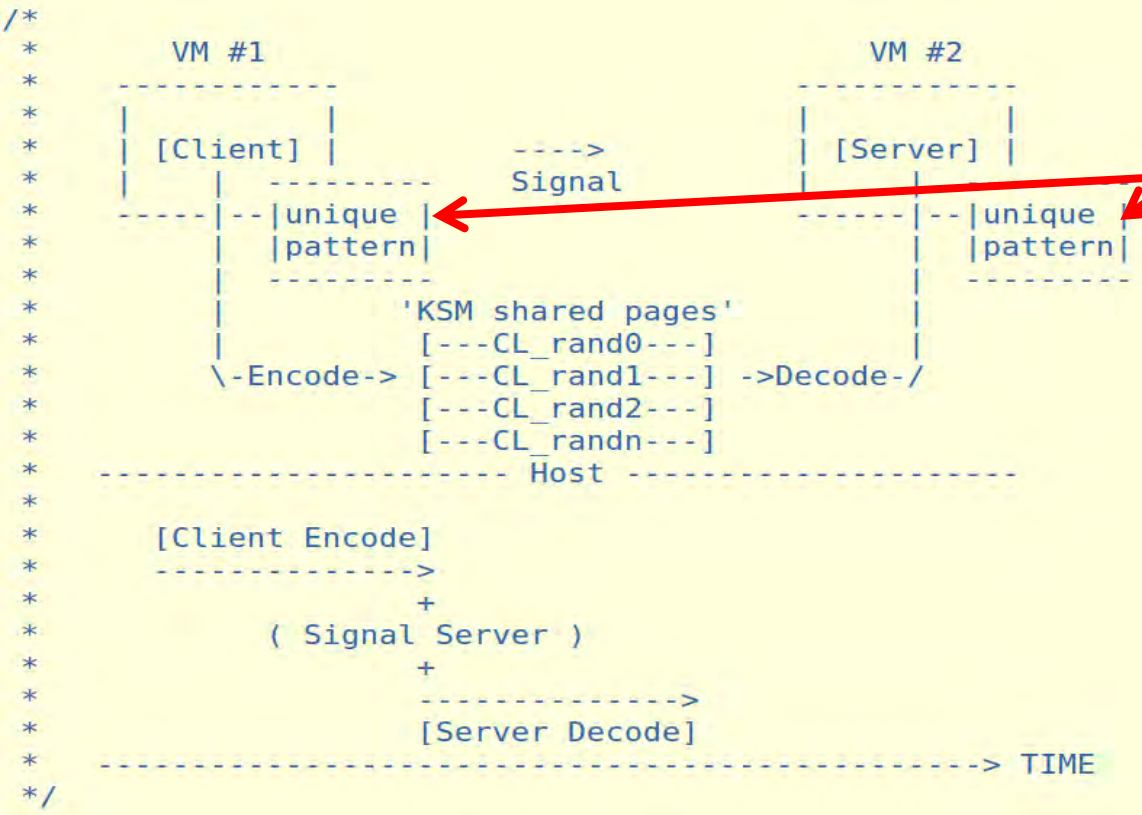 /*
 *       VM #1                                 VM #2
 *    ------------                         ------------
 *    |          |                         |          |
 *    | [Client] |         ---->           | [Server] |
 *    |    |  ---------    Signal          |     |  ---------
 *    -----|--|unique |                    ------|--|unique |
 *         |  |pattern|                          |  |pattern|
 *         |  ---------                          |  ---------
 *         |         'KSM shared pages'          |
 *         |          [---CL_rand0---]           |
 *         \-Encode-> [---CL_rand1---] ->Decode-/
 *                    [---CL_rand2---]
 *                    [---CL_randn---]
 *   ---------------------- Host ---------------------
 *
 *      [Client Encode]
 *      -------------->
 *                    +
 *            ( Signal Server )
 *                    +
 *                    -------------->
 *                    [Server Decode]
 *   ------------------------------------------------> TIME
 */